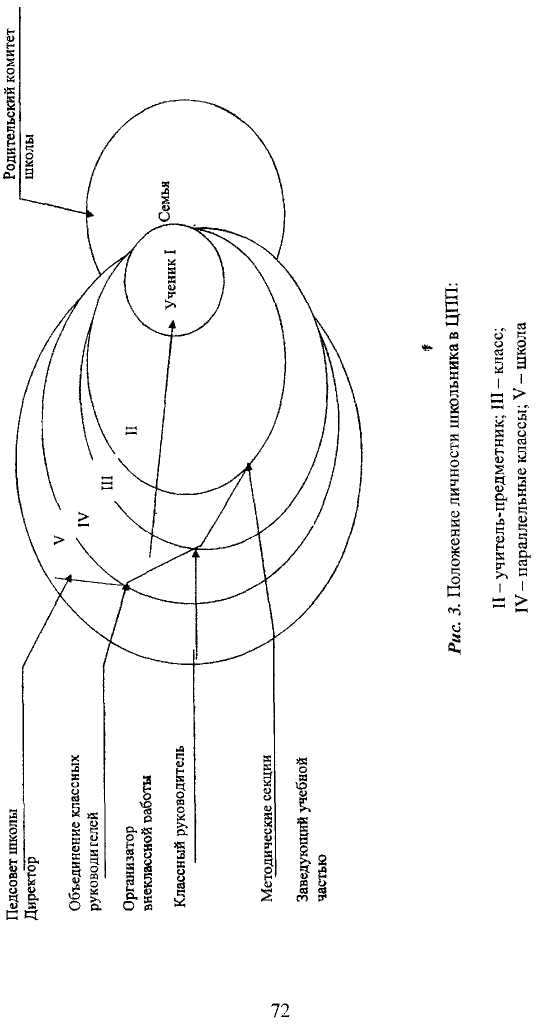 Родительский комитет
школы
Семья
Ученик I
II
III
IV
V
Педсовет школы
Директор
Объединение классных
руководителей
Организатор
внеклассной работы
Классный руководитель
Методические секции
Заведующий учебной
частью
Рис. 3. Положение личности школьника в ЦПП:
II – учитель-предметник; III – класс;
IV – параллельные классы; V – школа
72